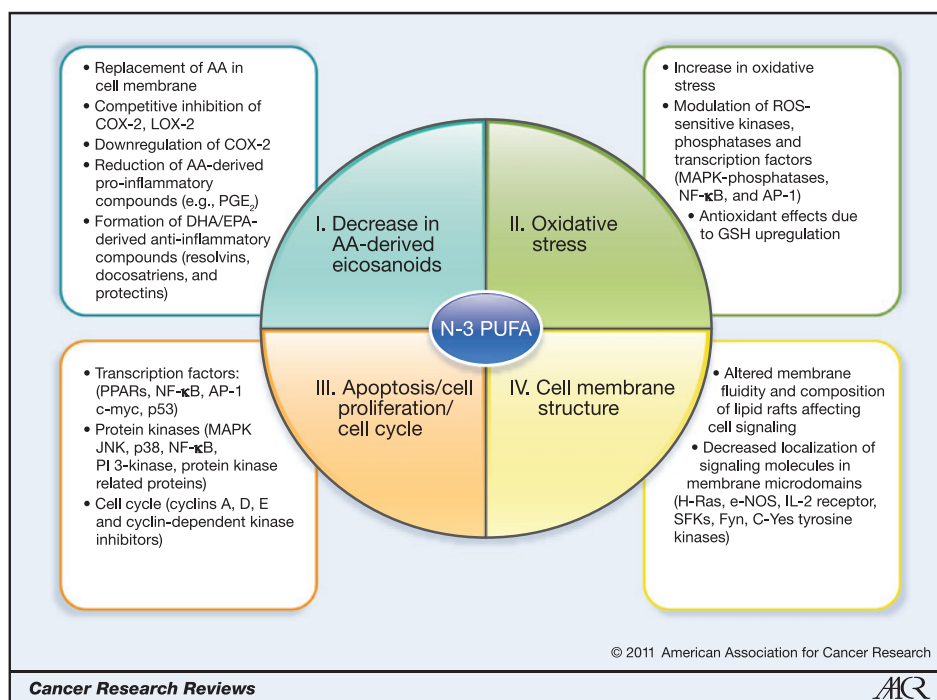 • Replacement of AA in
cell membrane
• Competitive inhibition of
COX-2, LOX-2
• Downregulation of COX-2
• Reduction of AA-derived
pro-inflammatory
compounds (e.g., PGE₂)
• Formation of DHA/EPA-
derived anti-inflammatory
compounds (resolvins,
docosatriens, and
protectins)
• Increase in oxidative
stress
• Modulation of ROS-
sensitive kinases,
phosphatases and
transcription factors
(MAPK-phosphatases,
NF-κB, and AP-1)
• Antioxidant effects due
to GSH upregulation
I. Decrease in
AA-derived
eicosanoids
II. Oxidative
stress
N-3 PUFA
III. Apoptosis/cell
proliferation/
cell cycle
IV. Cell membrane
structure
• Transcription factors:
(PPARs, NF-κB, AP-1
c-myc, p53)
• Protein kinases (MAPK
JNK, p38, NF-κB,
PI 3-kinase, protein kinase
related proteins)
• Cell cycle (cyclins A, D, E
and cyclin-dependent kinase
inhibitors)
• Altered membrane
fluidity and composition
of lipid rafts affecting
cell signaling
• Decreased localization of
signaling molecules in
membrane microdomains
(H-Ras, e-NOS, IL-2 receptor,
SFKs, Fyn, C-Yes tyrosine
kinases)
© 2011 American Association for Cancer Research
Cancer Research Reviews
AACR